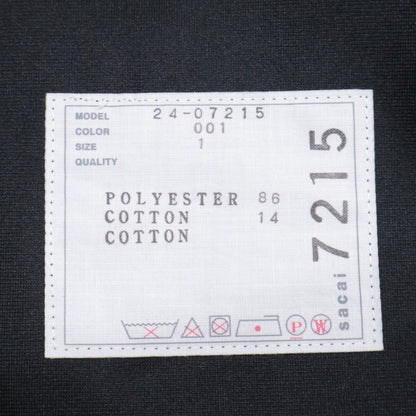 MODEL 24-07215
COLOR 001
SIZE 1
QUALITY
POLYESTER 86
COTTON 14
COTTON
P W
sacai 7215